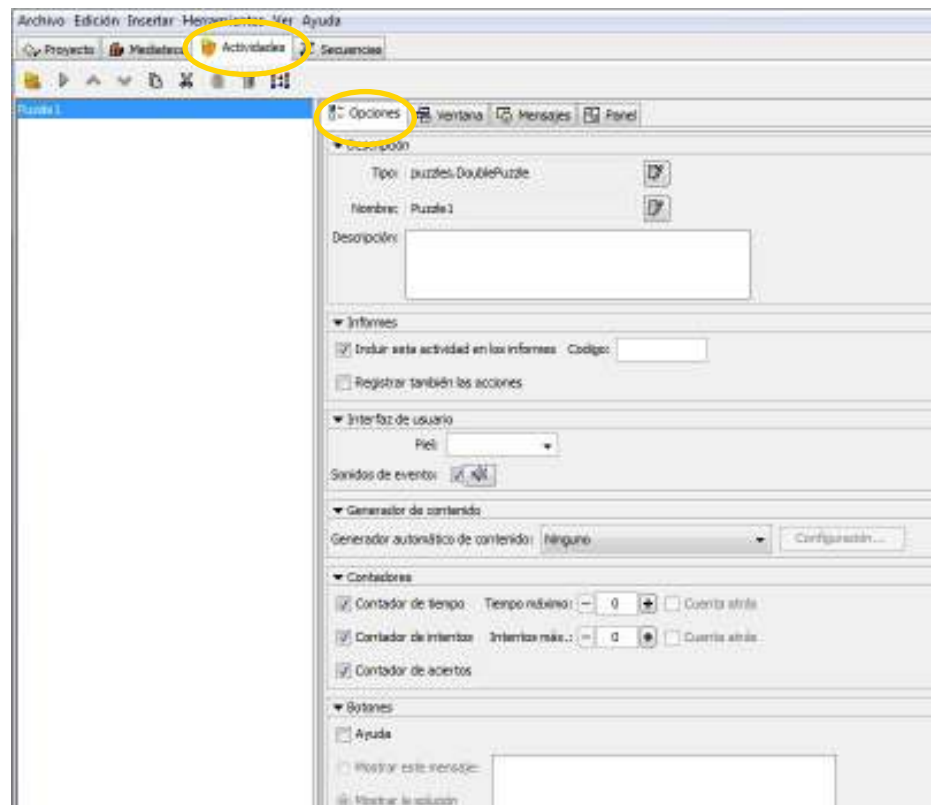 Archivo Edición Insertar Herramientas Ver Ayuda
Proyecto Mediateca Actividades Secuencias
Puzzle1
Opciones Ventana Mensajes Panel
Descripción
Tipo: puzzles.DoublePuzzle
Nombre: Puzzle1
Descripción:
Informes
Incluir esta actividad en los informes Codigo:
Registrar también las acciones
Interfaz de usuario
Piel:
Sonidos de evento:
Generador de contenido
Generador automático de contenido: Ninguno Configuración...
Contadores
Contador de tiempo Tiempo máximo: 0 Cuenta atrás
Contador de intentos Intentos máx.: 0 Cuenta atrás
Contador de aciertos
Botones
Ayuda
Mostrar este mensaje:
Mostrar la solución